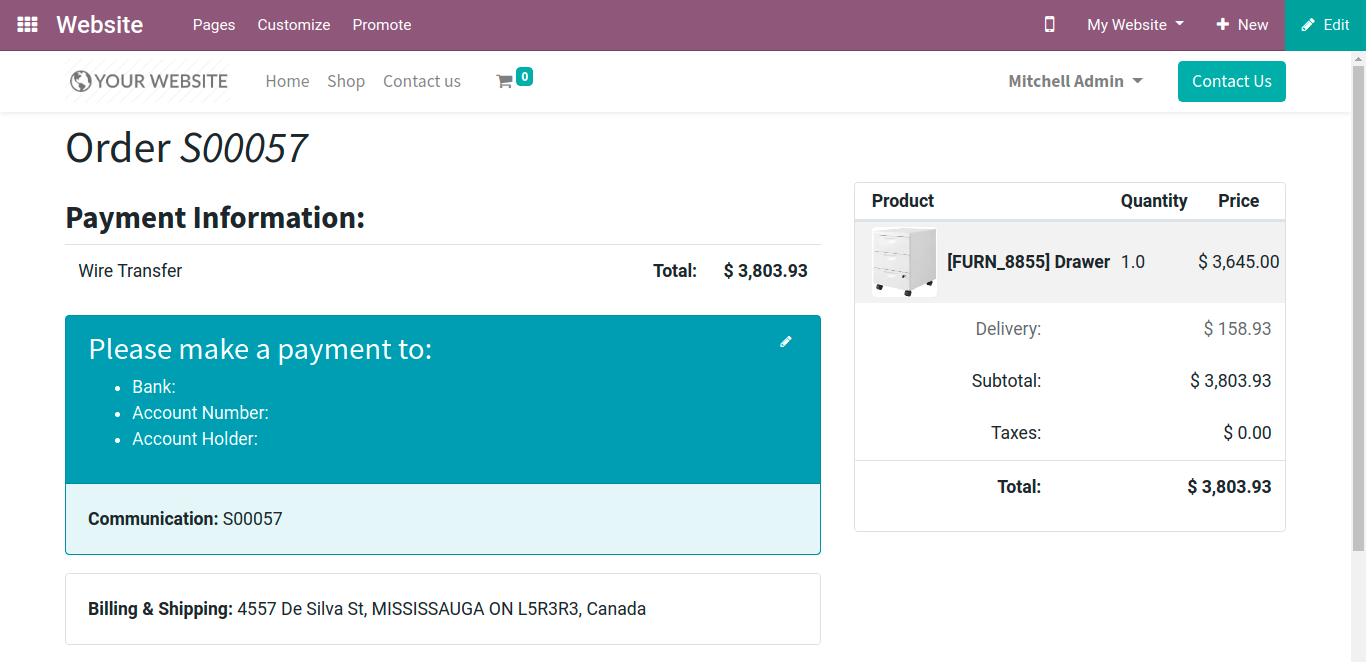 Website Pages Customize Promote My Website New Edit
YOUR WEBSITE Home Shop Contact us 0 Mitchell Admin Contact Us
Order S00057
Payment Information:
Wire Transfer Total: $ 3,803.93
Please make a payment to:
• Bank:
• Account Number:
• Account Holder:
Communication: S00057
Billing & Shipping: 4557 De Silva St, MISSISSAUGA ON L5R3R3, Canada
Product Quantity Price
[FURN_8855] Drawer 1.0 $ 3,645.00
Delivery: $ 158.93
Subtotal: $ 3,803.93
Taxes: $ 0.00
Total: $ 3,803.93